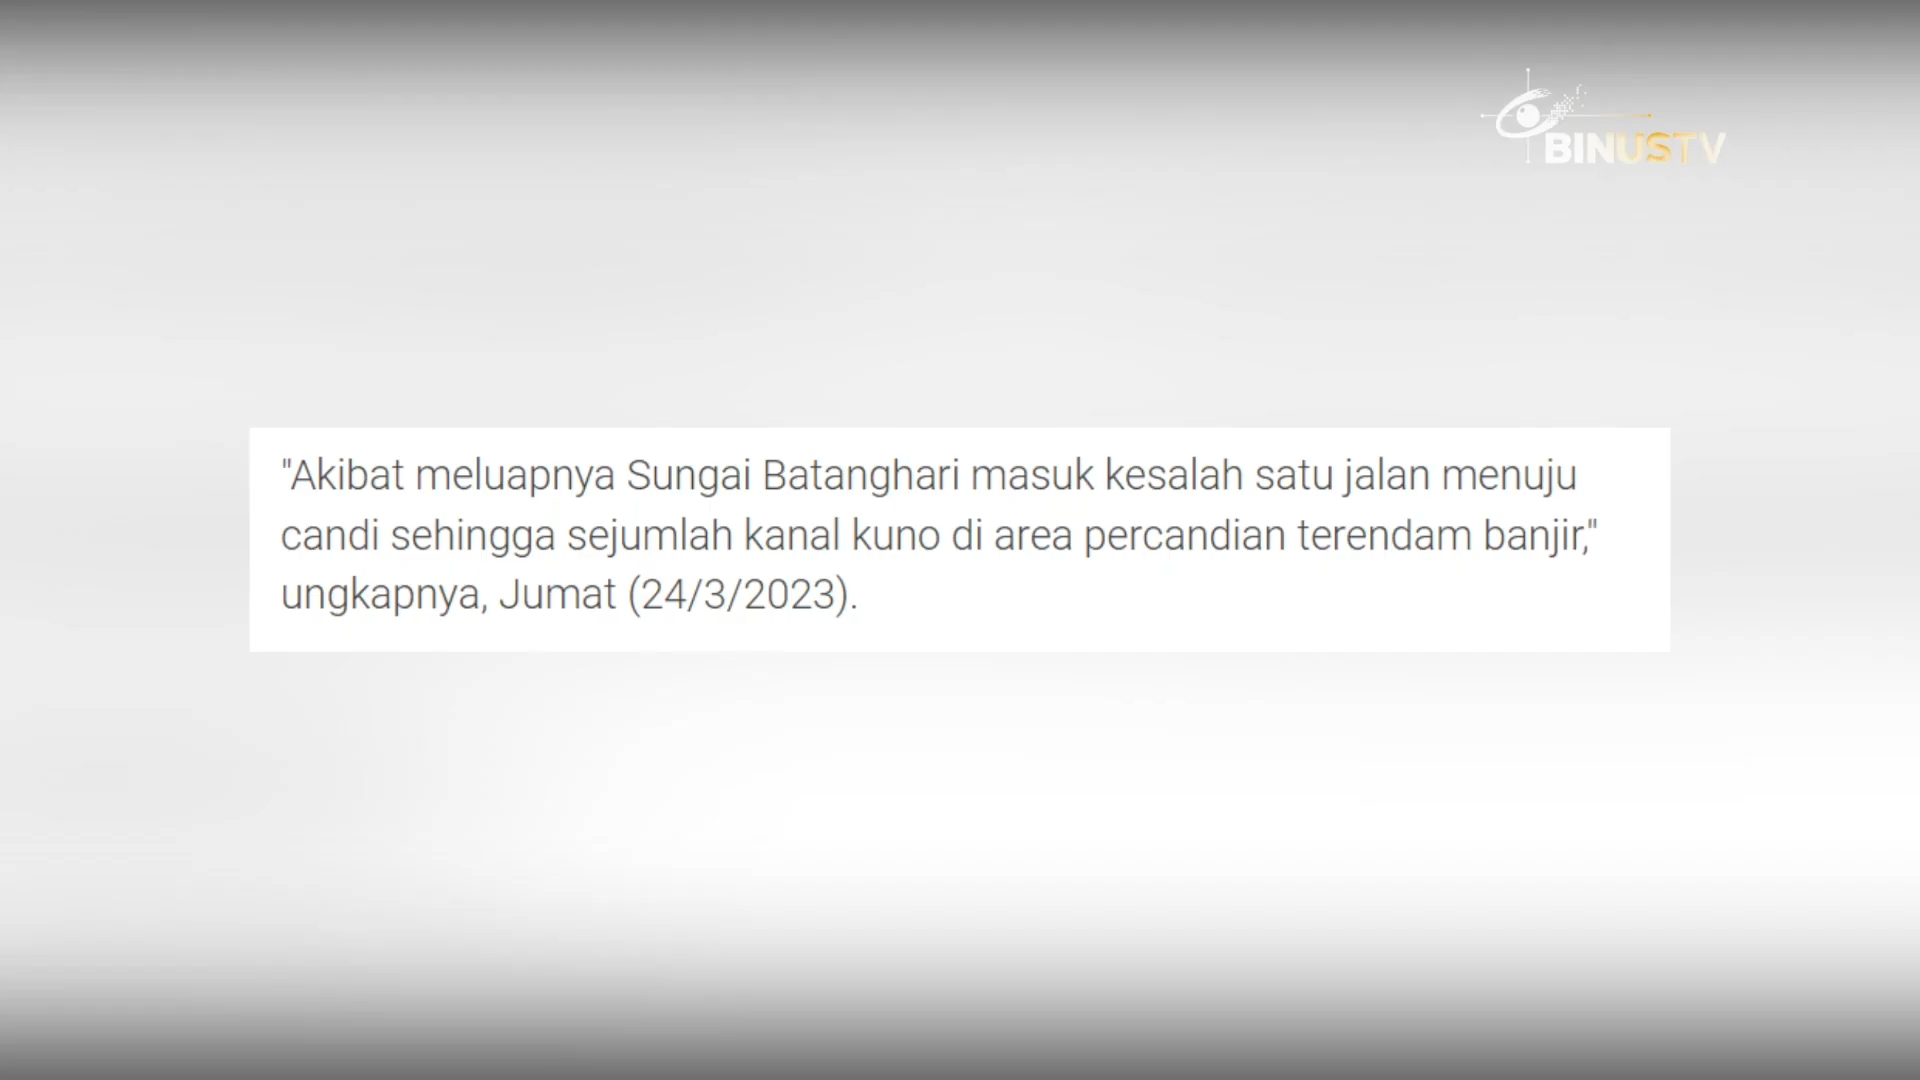 BINUSTV
"Akibat meluapnya Sungai Batanghari masuk kesalah satu jalan menuju
candi sehingga sejumlah kanal kuno di area percandian terendam banjir,"
ungkapnya, Jumat (24/3/2023).